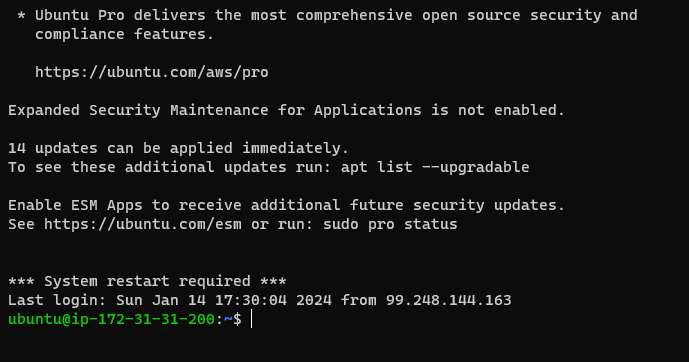 * Ubuntu Pro delivers the most comprehensive open source security and
compliance features.
https://ubuntu.com/aws/pro
Expanded Security Maintenance for Applications is not enabled.
14 updates can be applied immediately.
To see these additional updates run: apt list --upgradable
Enable ESM Apps to receive additional future security updates.
See https://ubuntu.com/esm or run: sudo pro status
*** System restart required ***
Last login: Sun Jan 14 17:30:04 2024 from 99.248.144.163
ubuntu@ip-172-31-31-200:~$